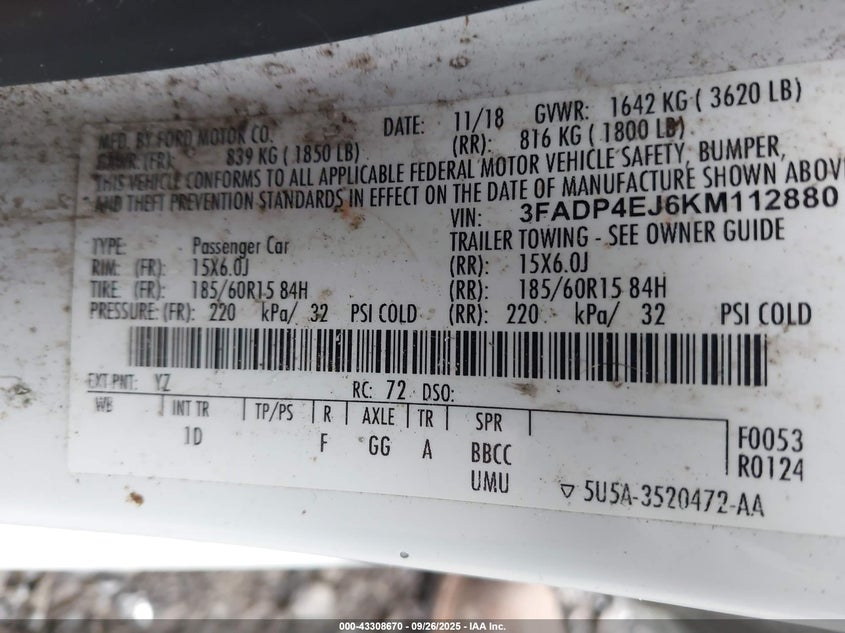 MFD. BY FORD MOTOR CO. DATE: 11/18 GVWR: 1642 KG ( 3620 LB)
GAWR (FR): 839 KG ( 1850 LB) (RR): 816 KG ( 1800 LB)
THIS VEHICLE CONFORMS TO ALL APPLICABLE FEDERAL MOTOR VEHICLE SAFETY, BUMPER,
AND THEFT PREVENTION STANDARDS IN EFFECT ON THE DATE OF MANUFACTURE SHOWN ABOVE
VIN: 3FADP4EJ6KM112880
TYPE: Passenger Car TRAILER TOWING - SEE OWNER GUIDE
RIM: (FR): 15X6.0J (RR): 15X6.0J
TIRE (FR): 185/60R15 84H (RR): 185/60R15 84H
PRESSURE: (FR): 220 kPa/ 32 PSI COLD (RR): 220 kPa/ 32 PSI COLD
EXT PNT: YZ RC: 72 DSO:
WB INT TR TP/PS R AXLE TR SPR F0053
1D F GG A BBCC R0124
UMU ▽ 5U5A-3520472-AA
000-43308670 - 09/26/2025 - IAA Inc.